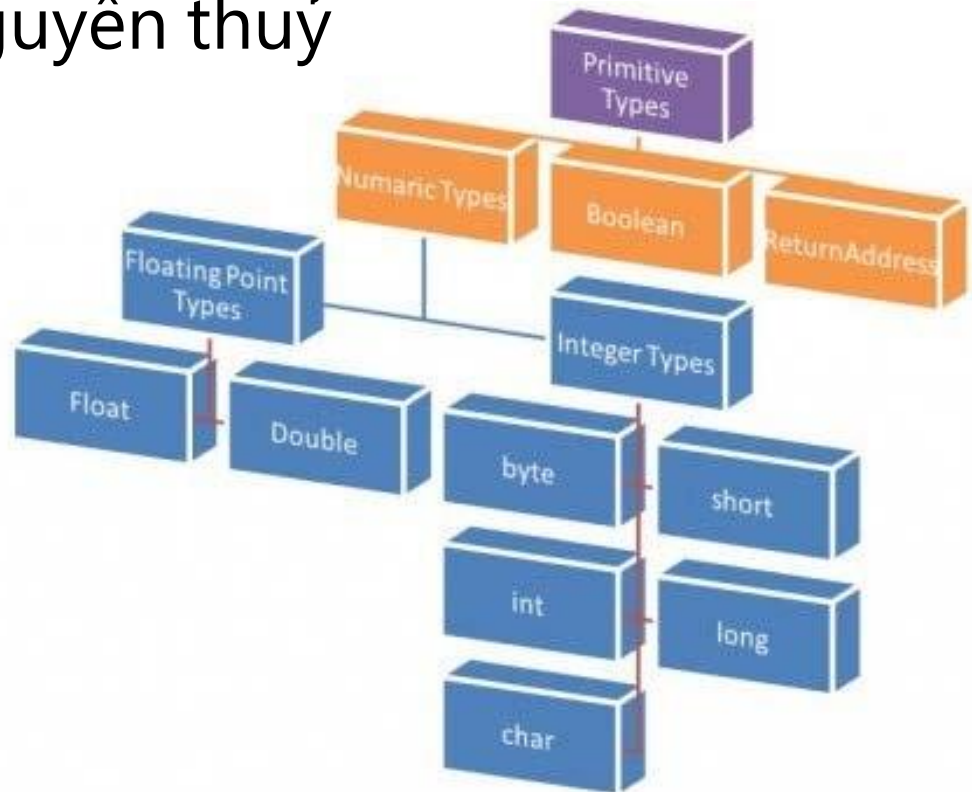 guyên thuỷ
Primitive
Types
Numaric Types
Boolean
ReturnAddress
Floating Point
Types
Integer Types
Float
Double
byte
short
int
long
char